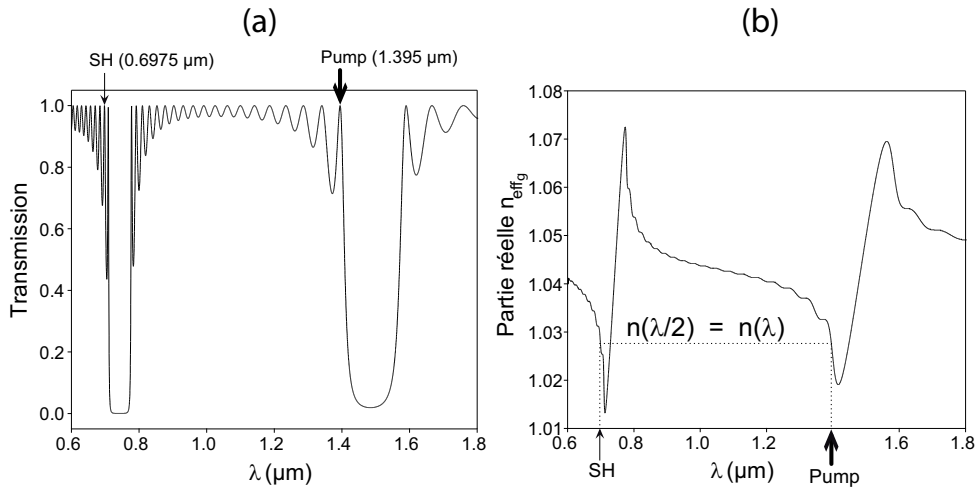 (a)
(b)
SH (0.6975 µm)
Pump (1.395 µm)
Transmission
1.0
0.8
0.6
0.4
0.2
0.0
0.6 0.8 1.0 1.2 1.4 1.6 1.8
λ (µm)
Partie réelle n_effg
1.08
1.07
1.06
1.05
1.04
1.03
1.02
1.01
n(λ/2) = n(λ)
0.6 0.8 1.0 1.2 1.6 1.8
SH
λ (µm)
Pump